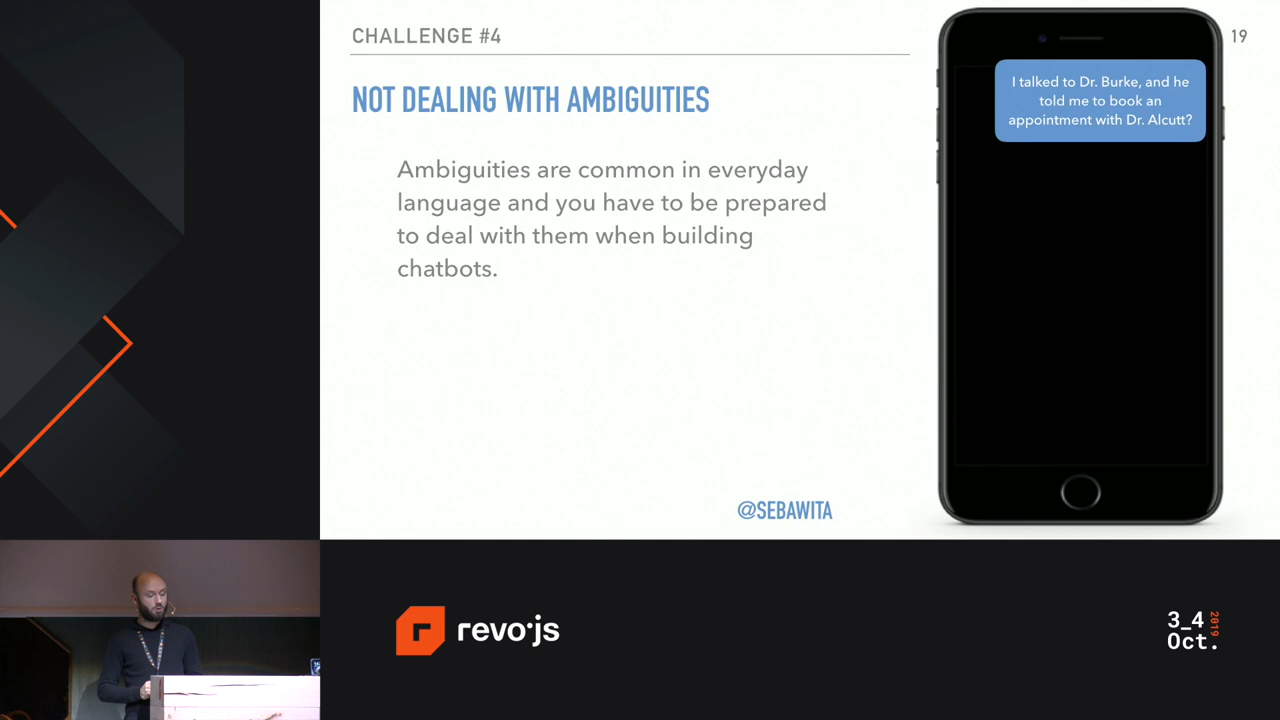 CHALLENGE #4
19
NOT DEALING WITH AMBIGUITIES
Ambiguities are common in everyday
language and you have to be prepared
to deal with them when building
chatbots.
I talked to Dr. Burke, and he
told me to book an
appointment with Dr. Alcutt?
@SEBAWITA
r revo·js
3_4
Oct.
2019